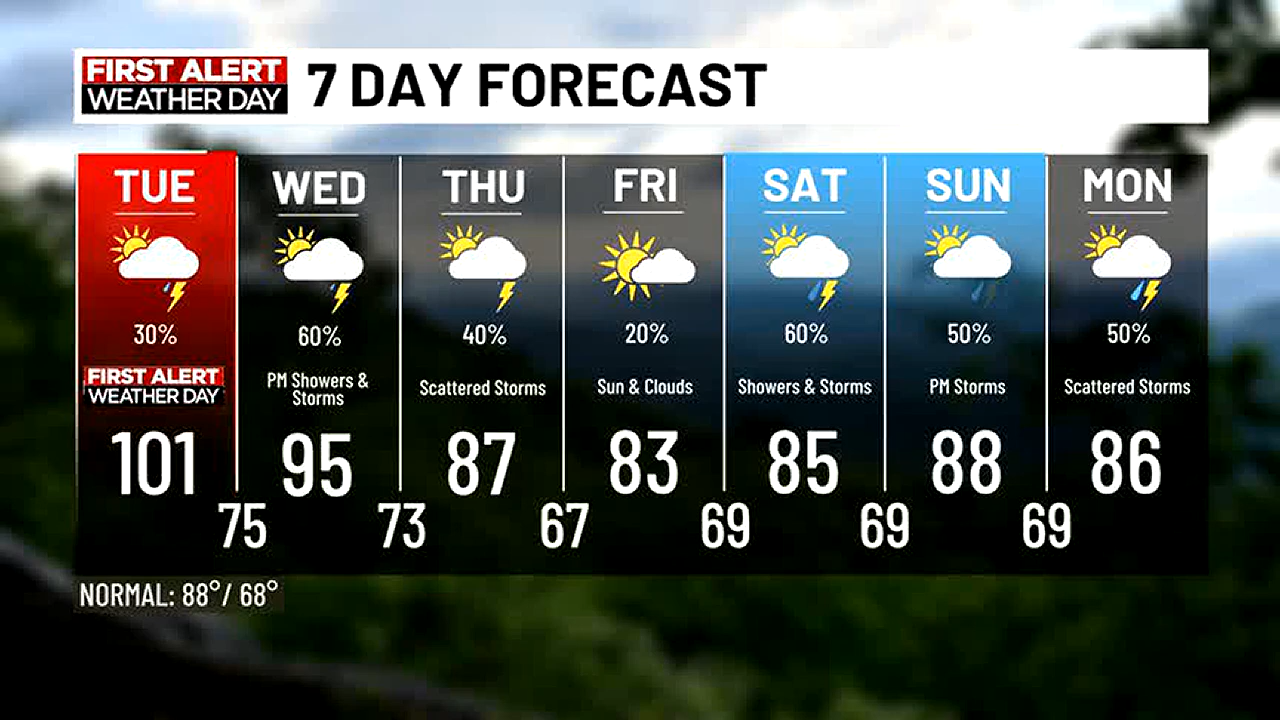 FIRST ALERT
WEATHER DAY
7 DAY FORECAST
TUE WED THU FRI SAT SUN MON
30% 60% 40% 20% 60% 50% 50%
FIRST ALERT
WEATHER DAY
PM Showers &
Storms
Scattered Storms
Sun & Clouds
Showers & Storms
PM Storms
Scattered Storms
101 95 87 83 85 88 86
75 73 67 69 69 69
NORMAL: 88°/ 68°